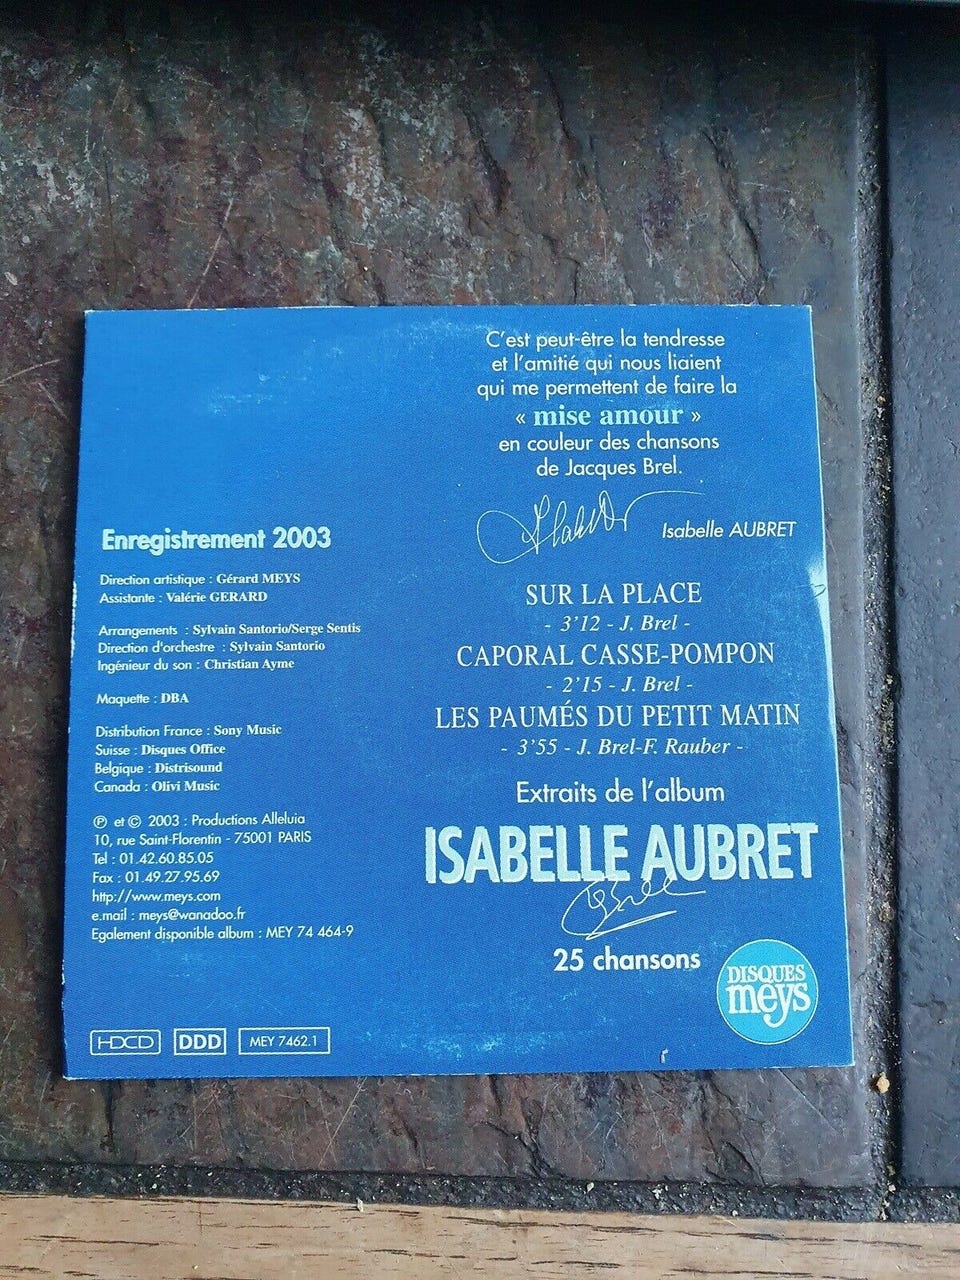 C'est peut-être la tendresse
et l'amitié qui nous liaient
qui me permettent de faire la
« mise amour »
en couleur des chansons
de Jacques Brel.
Isabelle AUBRET
Enregistrement 2003
Direction artistique : Gérard MEYS
Assistante : Valérie GERARD
Arrangements : Sylvain Santorio/Serge Sentis
Direction d'orchestre : Sylvain Santorio
Ingénieur du son : Christian Ayme
Maquette : DBA
Distribution France : Sony Music
Suisse : Disques Office
Belgique : Distrisound
Canada : Olivi Music
℗ et © 2003 : Productions Alleluia
10, rue Saint-Florentin - 75001 PARIS
Tel : 01.42.60.85.05
Fax : 01.49.27.95.69
http://www.meys.com
e.mail : meys@wanadoo.fr
Egalement disponible album : MEY 74 464-9
HDCD DDD MEY 7462.1
SUR LA PLACE
- 3'12 - J. Brel -
CAPORAL CASSE-POMPON
- 2'15 - J. Brel -
LES PAUMÉS DU PETIT MATIN
- 3'55 - J. Brel-F. Rauber -
Extraits de l'album
ISABELLE AUBRET
25 chansons
DISQUES
meys